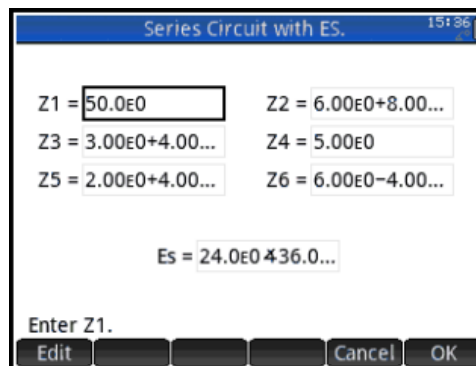 Series Circuit with ES. 15:36
Z1 = 50.0E0 Z2 = 6.00E0+8.00...
Z3 = 3.00E0+4.00... Z4 = 5.00E0
Z5 = 2.00E0+4.00... Z6 = 6.00E0−4.00...
Es = 24.0E0∡36.0...
Enter Z1.
Edit Cancel OK